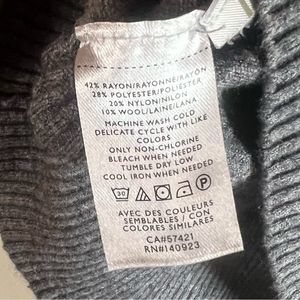 42% RAYON/RAYONNE/RAYÓN
28% POLYESTER/POLIESTER
20% NYLON/NILON
10% WOOL/LAINE/LANA
MACHINE WASH COLD
DELICATE CYCLE WITH LIKE
COLORS
ONLY NON-CHLORINE
BLEACH WHEN NEEDED
TUMBLE DRY LOW
COOL IRON WHEN NEEDED
30 P
AVEC DES COULEURS
SEMBLABLES / CON
COLORES SIMILARES
CA#57421
RN#140923